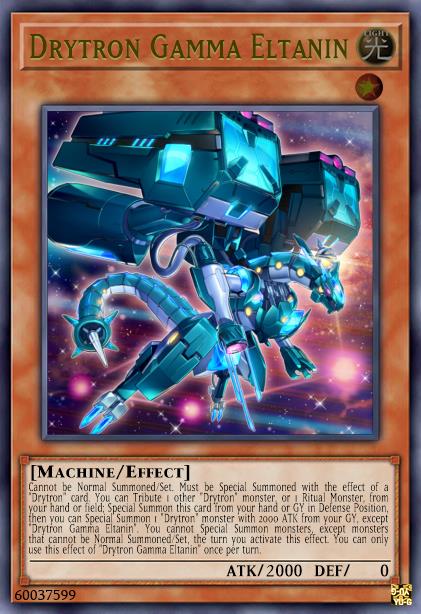 Drytron Gamma Eltanin
LIGHT
光
[Machine/Effect]
Cannot be Normal Summoned/Set. Must be Special Summoned with the effect of a
"Drytron" card. You can Tribute 1 other "Drytron" monster, or 1 Ritual Monster, from
your hand or field; Special Summon this card from your hand or GY in Defense Position,
then you can Special Summon 1 "Drytron" monster with 2000 ATK from your GY, except
"Drytron Gamma Eltanin". You cannot Special Summon monsters, except monsters
that cannot be Normal Summoned/Set, the turn you activate this effect. You can only
use this effect of "Drytron Gamma Eltanin" once per turn.
ATK/2000 DEF/ 0
60037599